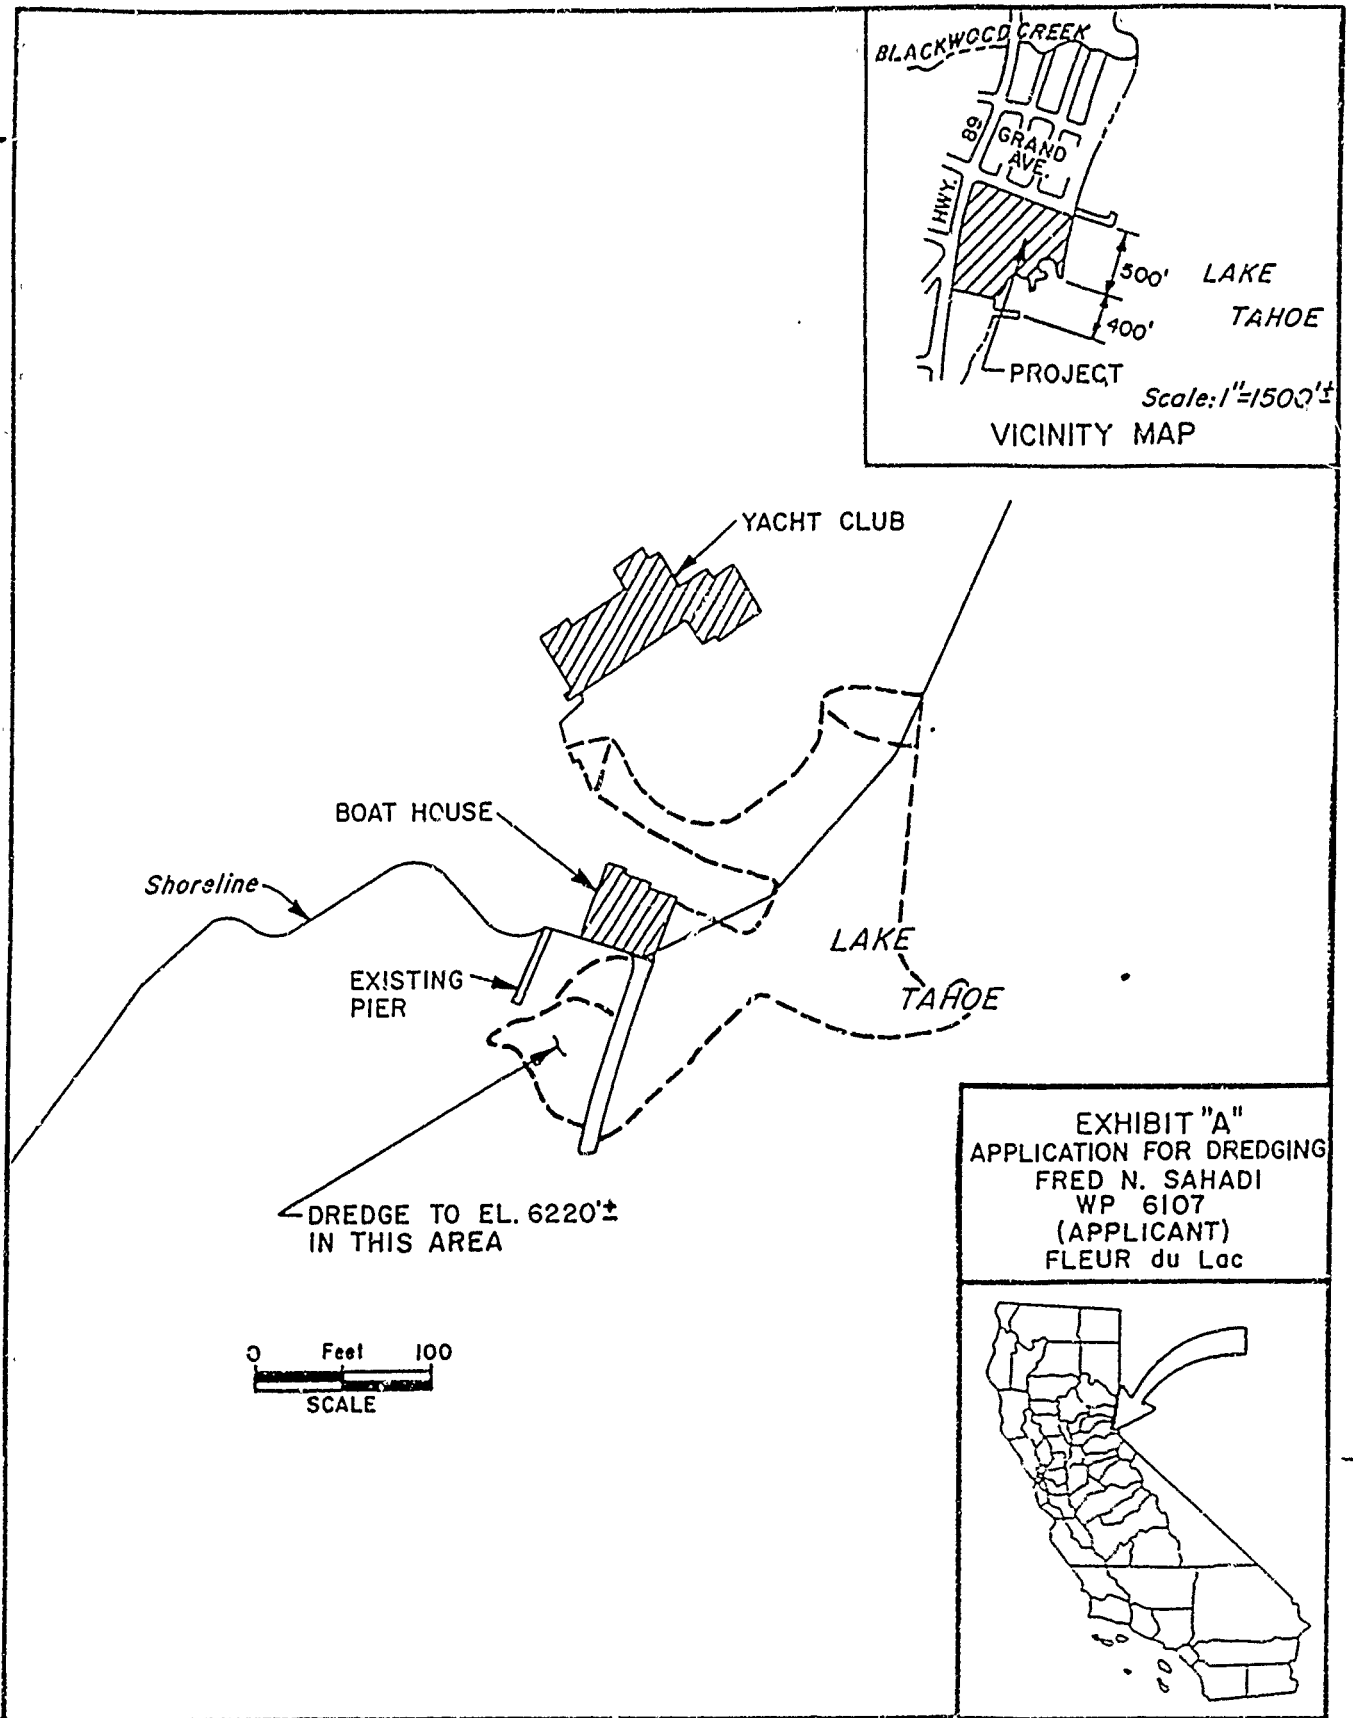 BLACKWOOD CREEK
HWY. 89
GRAND
AVE.
500'
400'
LAKE
TAHOE
PROJECT
Scale: 1"=1500'±
VICINITY MAP
YACHT CLUB
BOAT HOUSE
Shoreline
LAKE
TAHOE
EXISTING
PIER
DREDGE TO EL. 6220'±
IN THIS AREA
0 Feet 100
SCALE
EXHIBIT "A"
APPLICATION FOR DREDGING
FRED N. SAHADI
WP 6107
(APPLICANT)
FLEUR du Lac